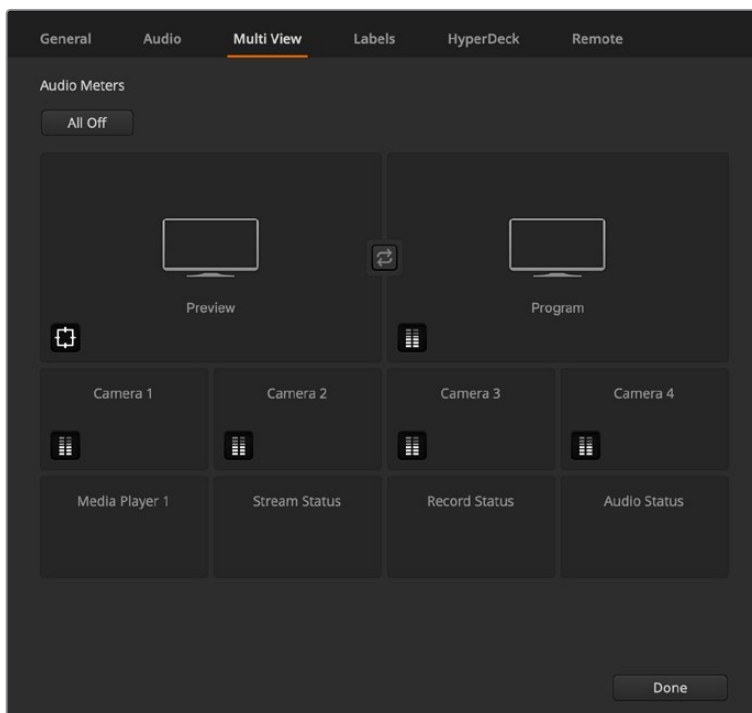 General Audio Multi View Labels HyperDeck Remote
Audio Meters
All Off
Preview Program
Camera 1 Camera 2 Camera 3 Camera 4
Media Player 1 Stream Status Record Status Audio Status
Done